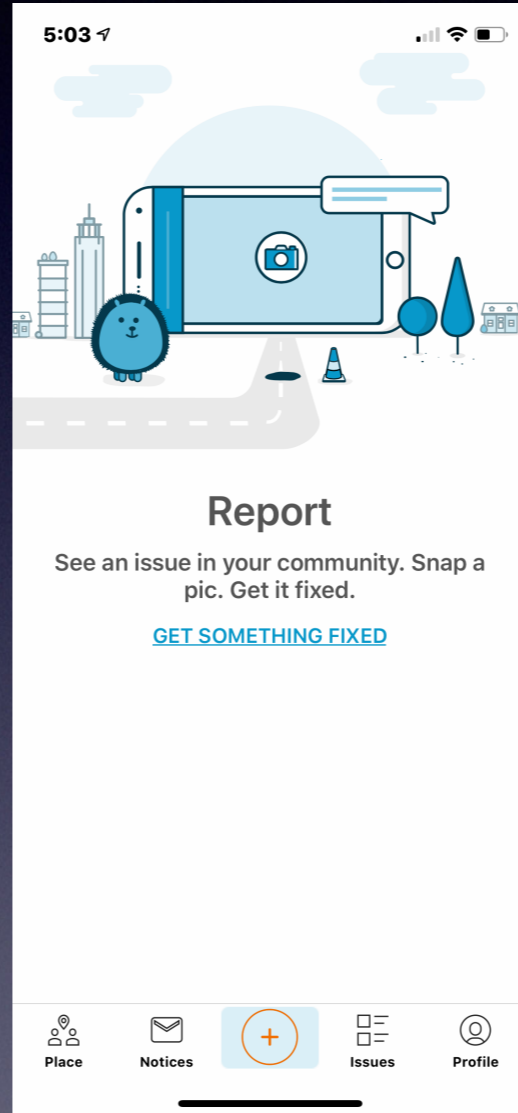 5:03
Report
See an issue in your community. Snap a
pic. Get it fixed.
GET SOMETHING FIXED
Place
Notices
+
Issues
Profile